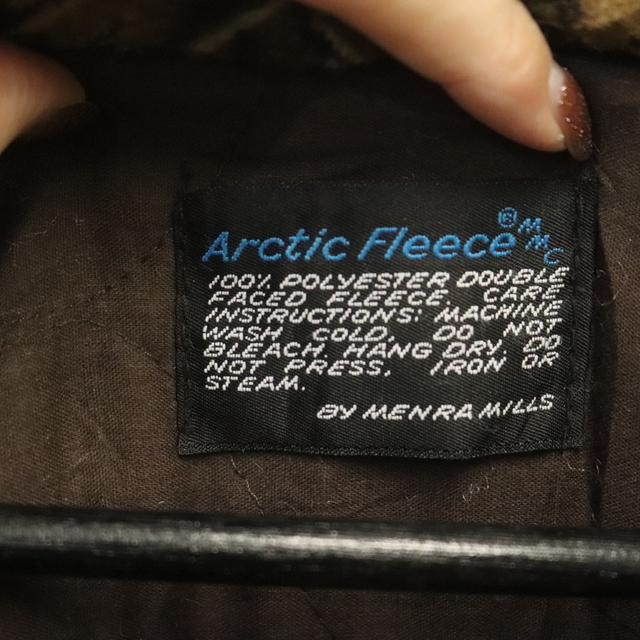 Arctic Fleece® MMC
100% POLYESTER DOUBLE
FACED FLEECE. CARE
INSTRUCTIONS: MACHINE
WASH COLD. DO NOT
BLEACH, HANG DRY, DO
NOT PRESS, IRON OR
STEAM.
BY MENRA MILLS